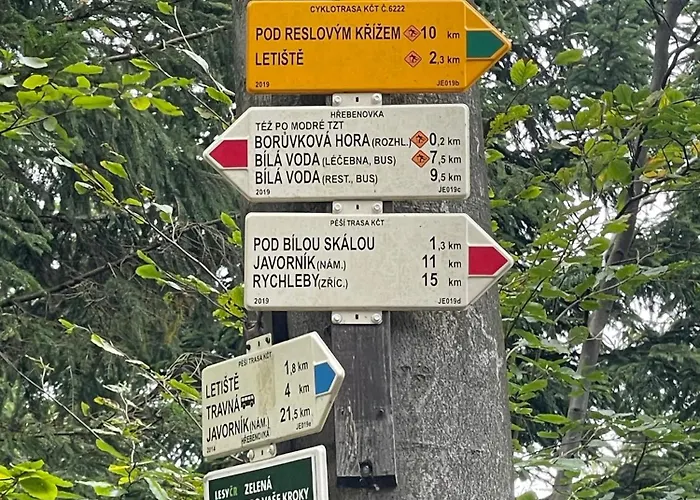 CYKLOTRASA KČT Č.6222
POD RESLOVÝM KŘÍŽEM 10 km
LETIŠTĚ 2,3 km
2019 JE019b
HŘEBENOVKA
TÉŽ PO MODRÉ TZT
BORŮVKOVÁ HORA (ROZHL.) 0,2 km
BÍLÁ VODA (LÉČEBNA, BUS) 7,5 km
BÍLÁ VODA (REST., BUS) 9,5 km
2019 JE019c
PĚŠÍ TRASA KČT
POD BÍLOU SKÁLOU 1,3 km
JAVORNÍK (NÁM.) 11 km
RYCHLEBY (ZŘÍC.) 15 km
2019 JE019d
PĚŠÍ TRASA KČT
LETIŠTĚ 1,8 km
TRAVNÁ 4 km
JAVORNÍK (NÁM.) 21,5 km
2014 HŘEBENOVKA JE019e
LESYČR ZELENÁ
VAŠE KROKY